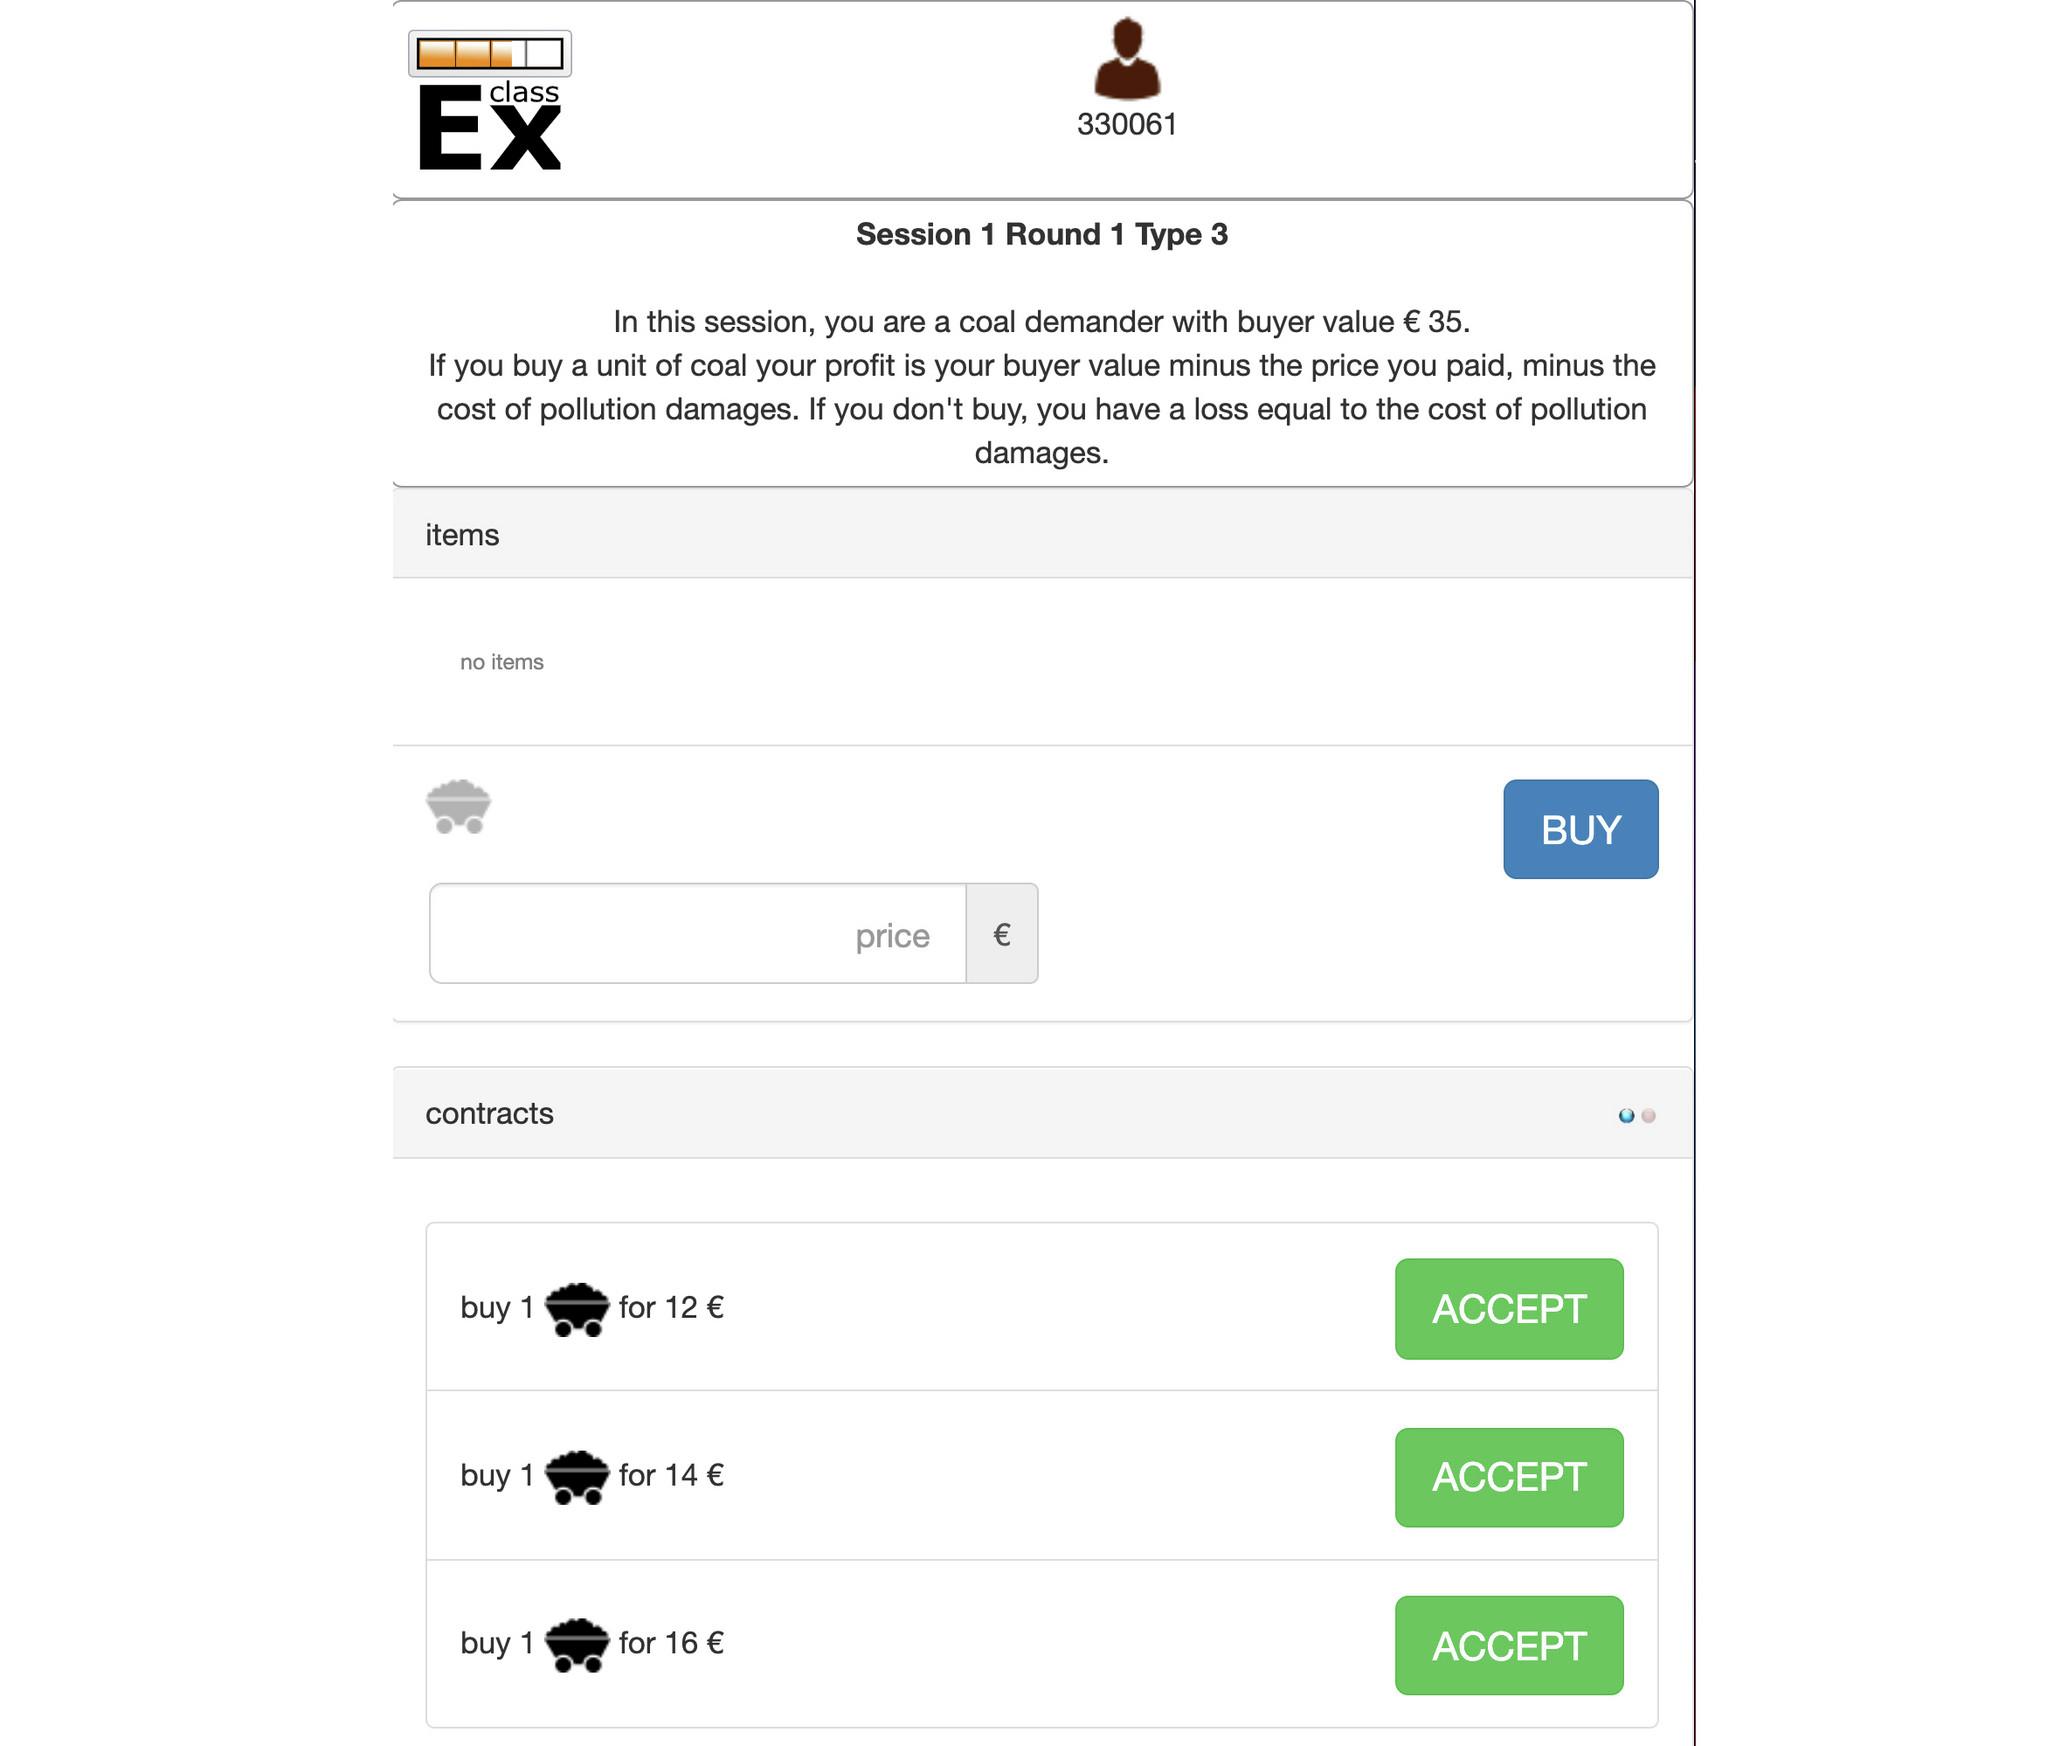 class
Ex
330061
Session 1 Round 1 Type 3
In this session, you are a coal demander with buyer value € 35.
If you buy a unit of coal your profit is your buyer value minus the price you paid, minus the
cost of pollution damages. If you don't buy, you have a loss equal to the cost of pollution
damages.
items
no items
BUY
price €
contracts
buy 1 for 12 € ACCEPT
buy 1 for 14 € ACCEPT
buy 1 for 16 € ACCEPT